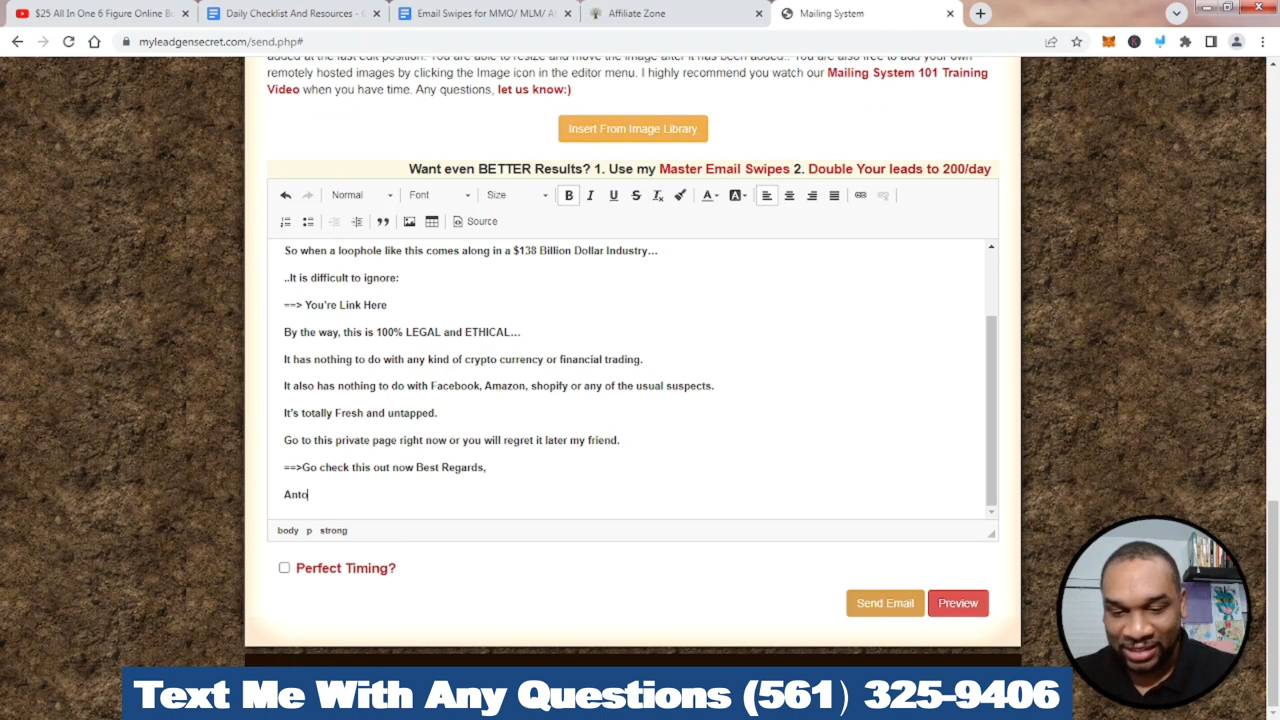 $25 All In One 6 Figure Online Bu
Daily Checklist And Resources - G
Email Swipes for MMO/ MLM/ Af
Affiliate Zone
Mailing System
myleadgensecret.com/send.php#
added at the last edit position. You are able to resize and move the image after it has been added.. You are also free to add your own
remotely hosted images by clicking the Image icon in the editor menu. I highly recommend you watch our Mailing System 101 Training
Video when you have time. Any questions, let us know:)
Insert From Image Library
Want even BETTER Results? 1. Use my Master Email Swipes 2. Double Your leads to 200/day
Normal Font Size B I U S Tx A A
Source
So when a loophole like this comes along in a $138 Billion Dollar Industry…
..It is difficult to ignore:
==> You're Link Here
By the way, this is 100% LEGAL and ETHICAL…
It has nothing to do with any kind of crypto currency or financial trading.
It also has nothing to do with Facebook, Amazon, shopify or any of the usual suspects.
It's totally Fresh and untapped.
Go to this private page right now or you will regret it later my friend.
==>Go check this out now Best Regards,
Anto
body p strong
Perfect Timing?
Send Email Preview
Text Me With Any Questions (561) 325-9406